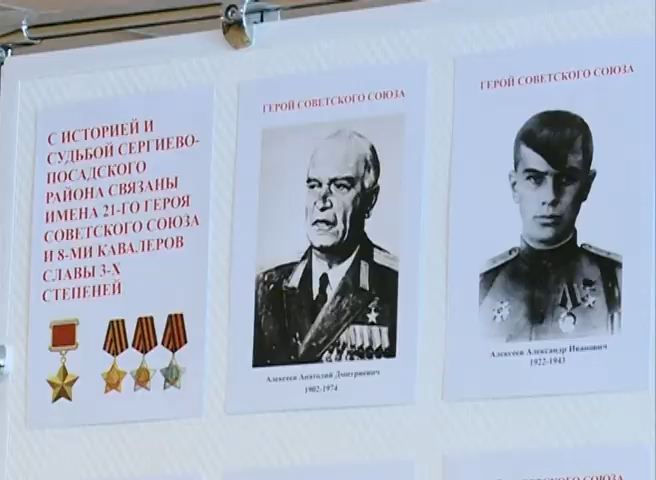 С ИСТОРИЕЙ И
СУДЬБОЙ СЕРГИЕВО-
ПОСАДСКОГО
РАЙОНА СВЯЗАНЫ
ИМЕНА 21-ГО ГЕРОЯ
СОВЕТСКОГО СОЮЗА
И 8-МИ КАВАЛЕРОВ
СЛАВЫ 3-Х
СТЕПЕНЕЙ
ГЕРОЙ СОВЕТСКОГО СОЮЗА
Алексеев Анатолий Дмитриевич
1902-1974
ГЕРОЙ СОВЕТСКОГО СОЮЗА
Алексеев Александр Иванович
1922-1943